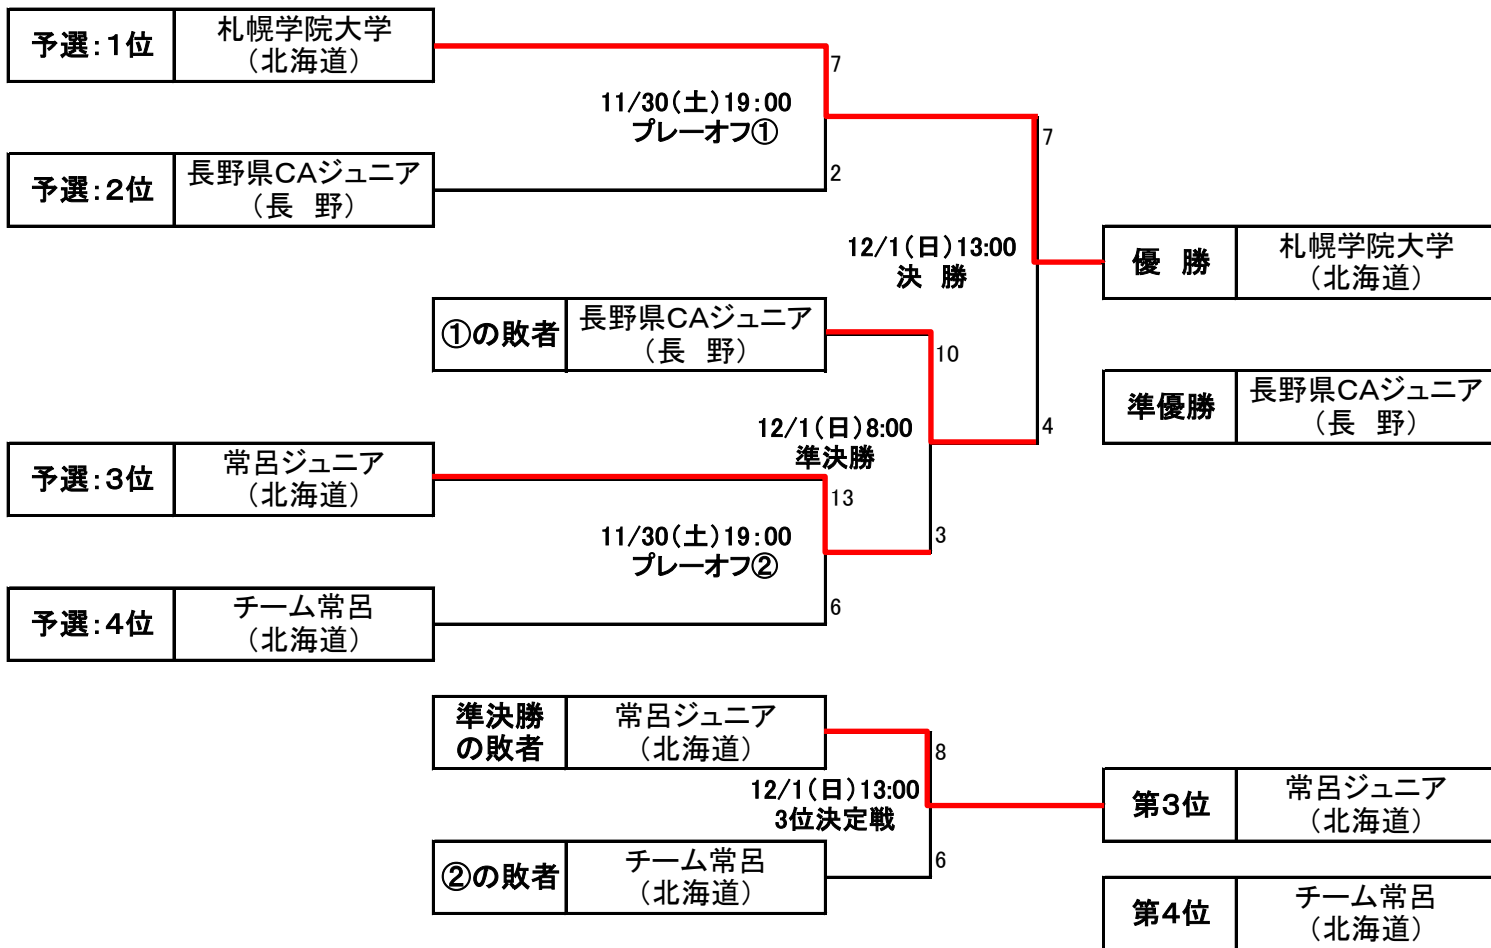 予選：1位
札幌学院大学
（北海道）
7
11/30（土）19：00
プレーオフ①
7
予選：2位
長野県CAジュニア
（長　野）
2
12/1（日）13:00
決　勝
優　勝
札幌学院大学
（北海道）
①の敗者
長野県CAジュニア
（長　野）
10
準優勝
長野県CAジュニア
（長　野）
4
12/1（日）8:00
準決勝
予選：3位
常呂ジュニア
（北海道）
13
11/30（土）19：00
プレーオフ②
3
予選：4位
チーム常呂
（北海道）
6
準決勝
の敗者
常呂ジュニア
（北海道）
8
12/1（日）13:00
3位決定戦
第3位
常呂ジュニア
（北海道）
②の敗者
チーム常呂
（北海道）
6
第4位
チーム常呂
（北海道）